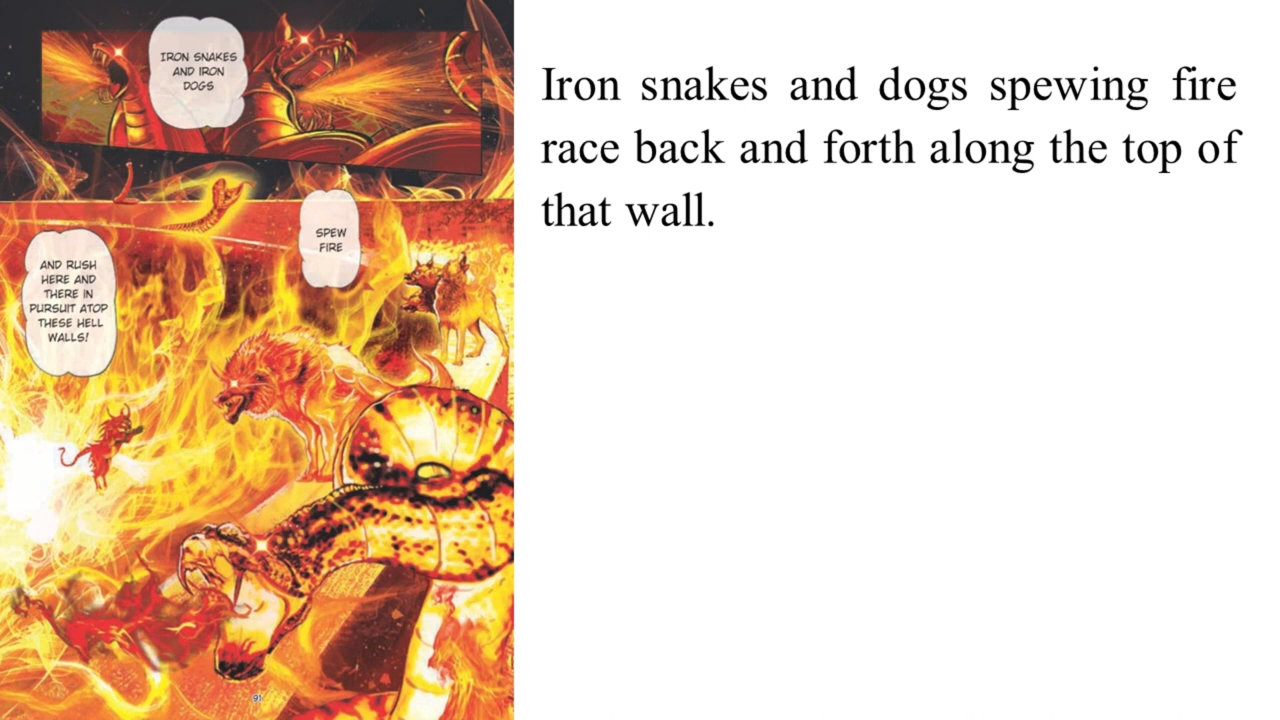 IRON SNAKES
AND IRON
DOGS
SPEW
FIRE
AND RUSH
HERE AND
THERE IN
PURSUIT ATOP
THESE HELL
WALLS!
91
Iron snakes and dogs spewing fire
race back and forth along the top of
that wall.